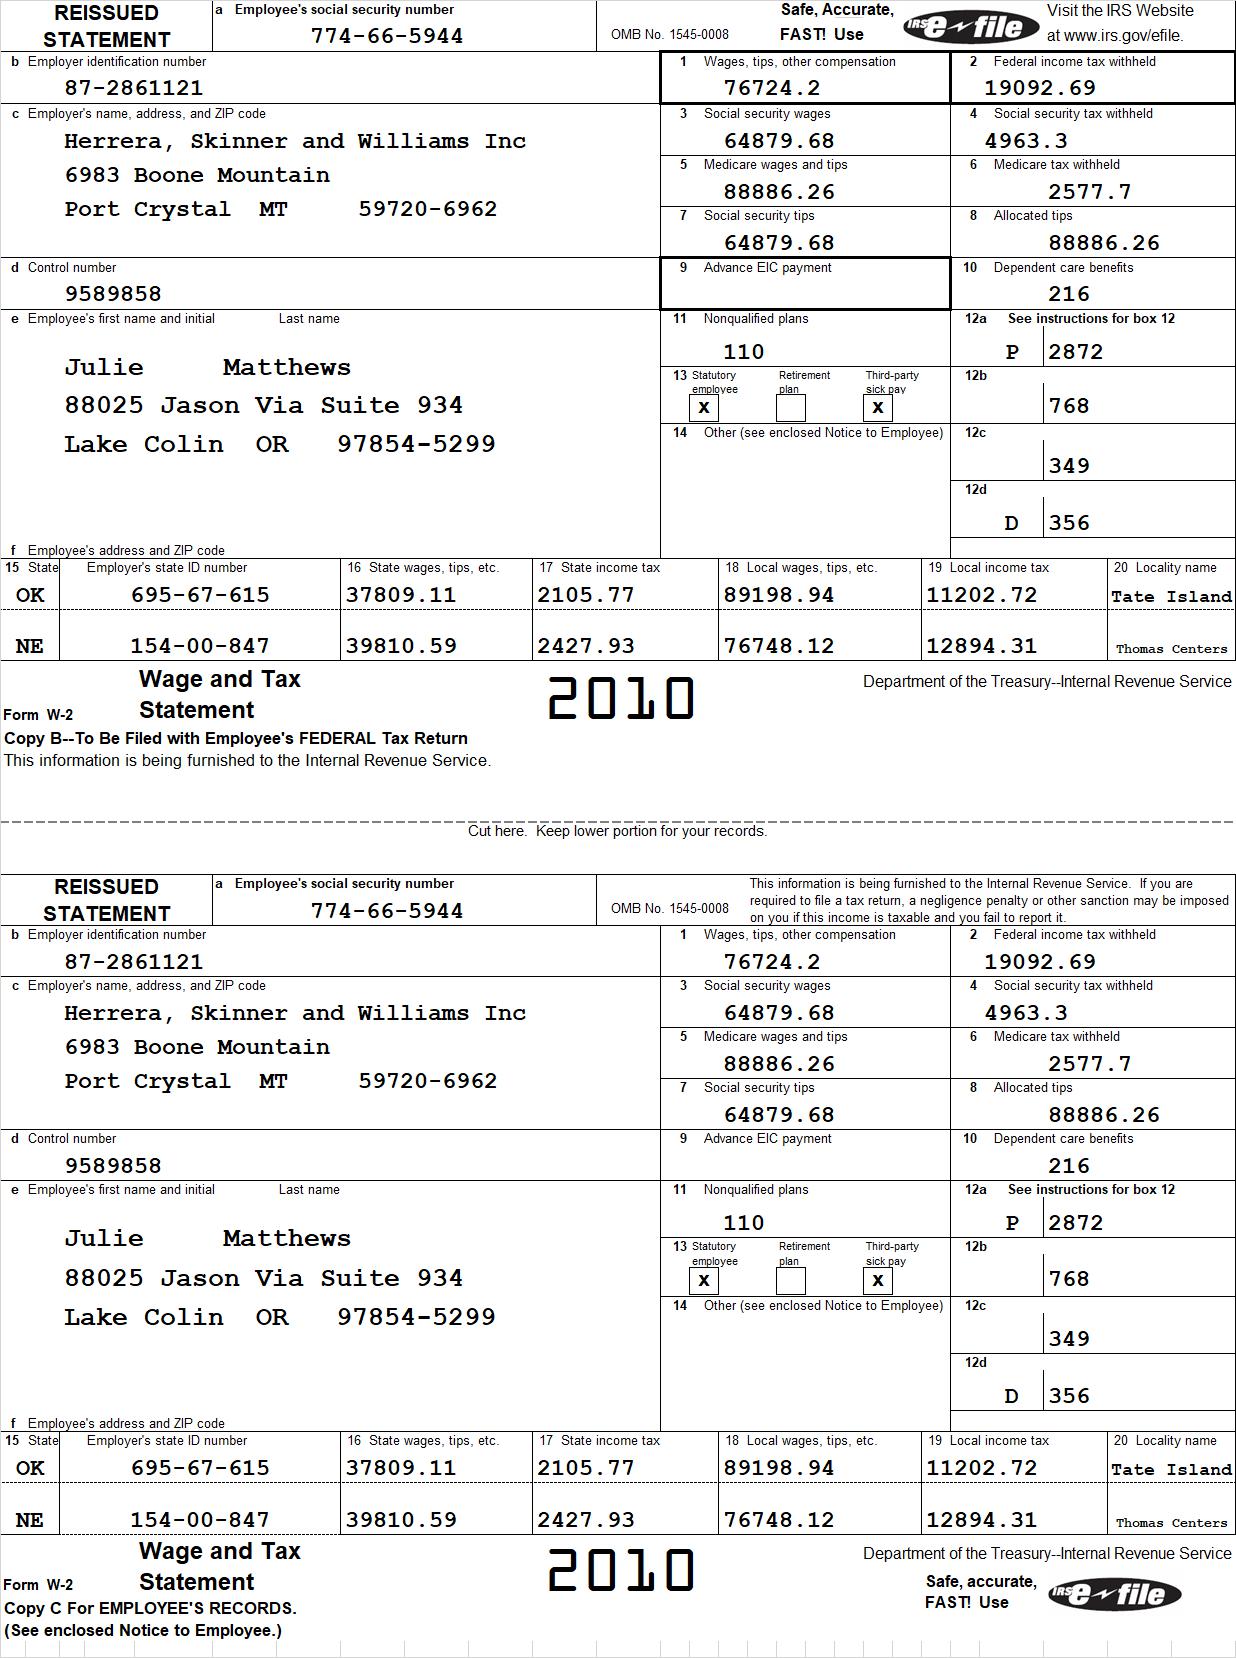 REISSUED STATEMENT
a Employee's social security number
774-66-5944
OMB No. 1545-0008
Safe, Accurate,
FAST! Use
IRS e-file
Visit the IRS Website
at www.irs.gov/efile.
b Employer identification number
87-2861121
1 Wages, tips, other compensation
76724.2
2 Federal income tax withheld
19092.69
c Employer's name, address, and ZIP code
Herrera, Skinner and Williams Inc
6983 Boone Mountain
Port Crystal MT 59720-6962
3 Social security wages
64879.68
4 Social security tax withheld
4963.3
5 Medicare wages and tips
88886.26
6 Medicare tax withheld
2577.7
7 Social security tips
64879.68
8 Allocated tips
88886.26
d Control number
9589858
9 Advance EIC payment
10 Dependent care benefits
216
e Employee's first name and initial Last name
Julie Matthews
88025 Jason Via Suite 934
Lake Colin OR 97854-5299
f Employee's address and ZIP code
11 Nonqualified plans
110
12a See instructions for box 12
P 2872
13 Statutory employee
X
Retirement plan
Third-party sick pay
X
12b
768
14 Other (see enclosed Notice to Employee)
12c
349
12d
D 356
15 State Employer's state ID number 16 State wages, tips, etc. 17 State income tax 18 Local wages, tips, etc. 19 Local income tax 20 Locality name
OK 695-67-615 37809.11 2105.77 89198.94 11202.72 Tate Island
NE 154-00-847 39810.59 2427.93 76748.12 12894.31 Thomas Centers
Form W-2
Wage and Tax
Statement
2010
Department of the Treasury--Internal Revenue Service
Copy B--To Be Filed with Employee's FEDERAL Tax Return
This information is being furnished to the Internal Revenue Service.
Cut here. Keep lower portion for your records.
REISSUED STATEMENT
a Employee's social security number
774-66-5944
OMB No. 1545-0008
This information is being furnished to the Internal Revenue Service. If you are
required to file a tax return, a negligence penalty or other sanction may be imposed
on you if this income is taxable and you fail to report it.
b Employer identification number
87-2861121
1 Wages, tips, other compensation
76724.2
2 Federal income tax withheld
19092.69
c Employer's name, address, and ZIP code
Herrera, Skinner and Williams Inc
6983 Boone Mountain
Port Crystal MT 59720-6962
3 Social security wages
64879.68
4 Social security tax withheld
4963.3
5 Medicare wages and tips
88886.26
6 Medicare tax withheld
2577.7
7 Social security tips
64879.68
8 Allocated tips
88886.26
d Control number
9589858
9 Advance EIC payment
10 Dependent care benefits
216
e Employee's first name and initial Last name
Julie Matthews
88025 Jason Via Suite 934
Lake Colin OR 97854-5299
f Employee's address and ZIP code
11 Nonqualified plans
110
12a See instructions for box 12
P 2872
13 Statutory employee
X
Retirement plan
Third-party sick pay
X
12b
768
14 Other (see enclosed Notice to Employee)
12c
349
12d
D 356
15 State Employer's state ID number 16 State wages, tips, etc. 17 State income tax 18 Local wages, tips, etc. 19 Local income tax 20 Locality name
OK 695-67-615 37809.11 2105.77 89198.94 11202.72 Tate Island
NE 154-00-847 39810.59 2427.93 76748.12 12894.31 Thomas Centers
Form W-2
Wage and Tax
Statement
2010
Department of the Treasury--Internal Revenue Service
Safe, accurate,
FAST! Use
IRS e-file
Copy C For EMPLOYEE'S RECORDS.
(See enclosed Notice to Employee.)